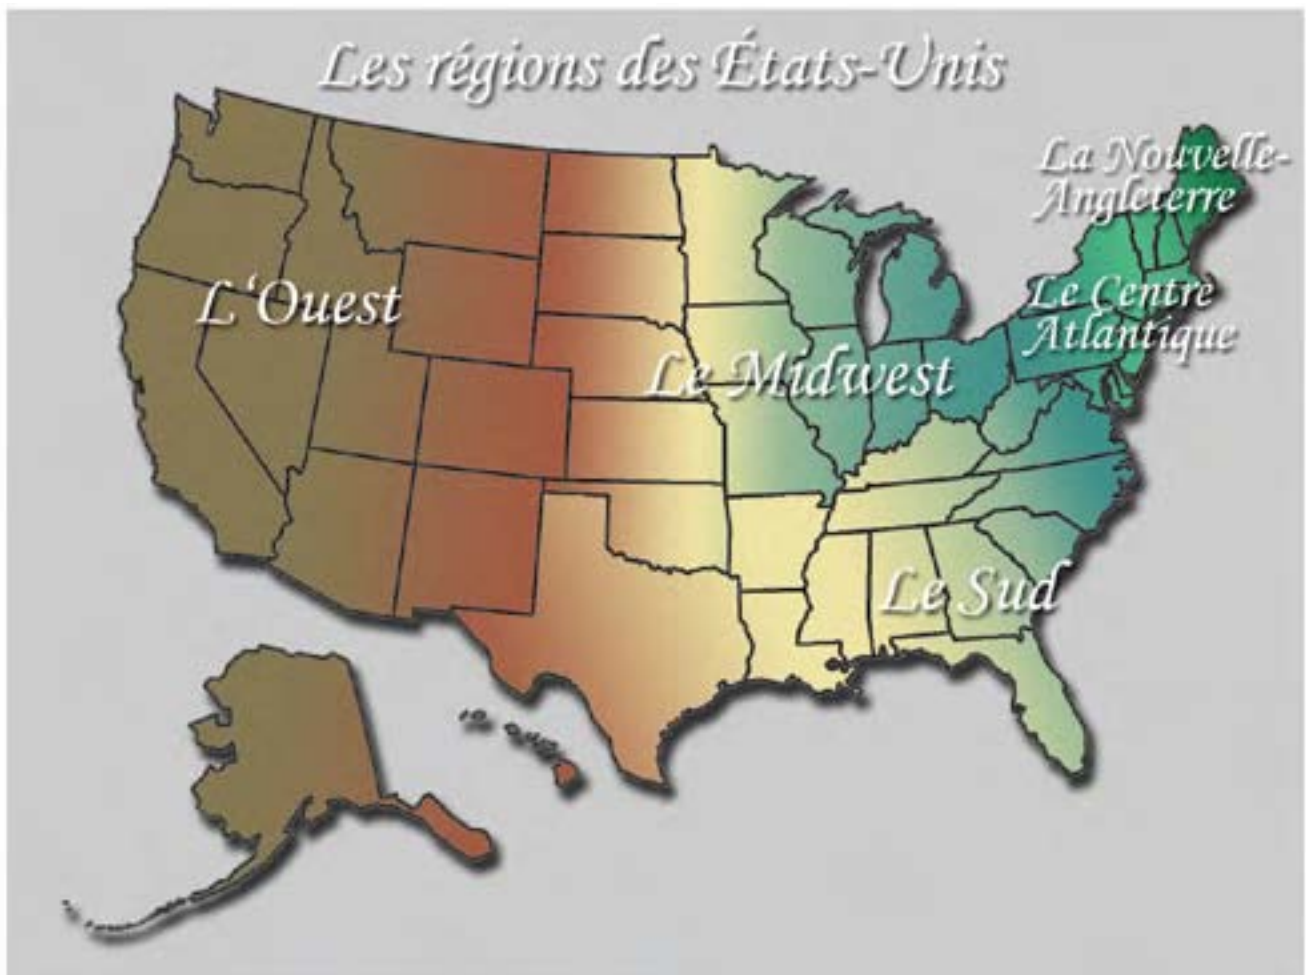 Les régions des États-Unis
La Nouvelle-
Angleterre
L'Ouest
Le Centre
Atlantique
Le Midwest
Le Sud